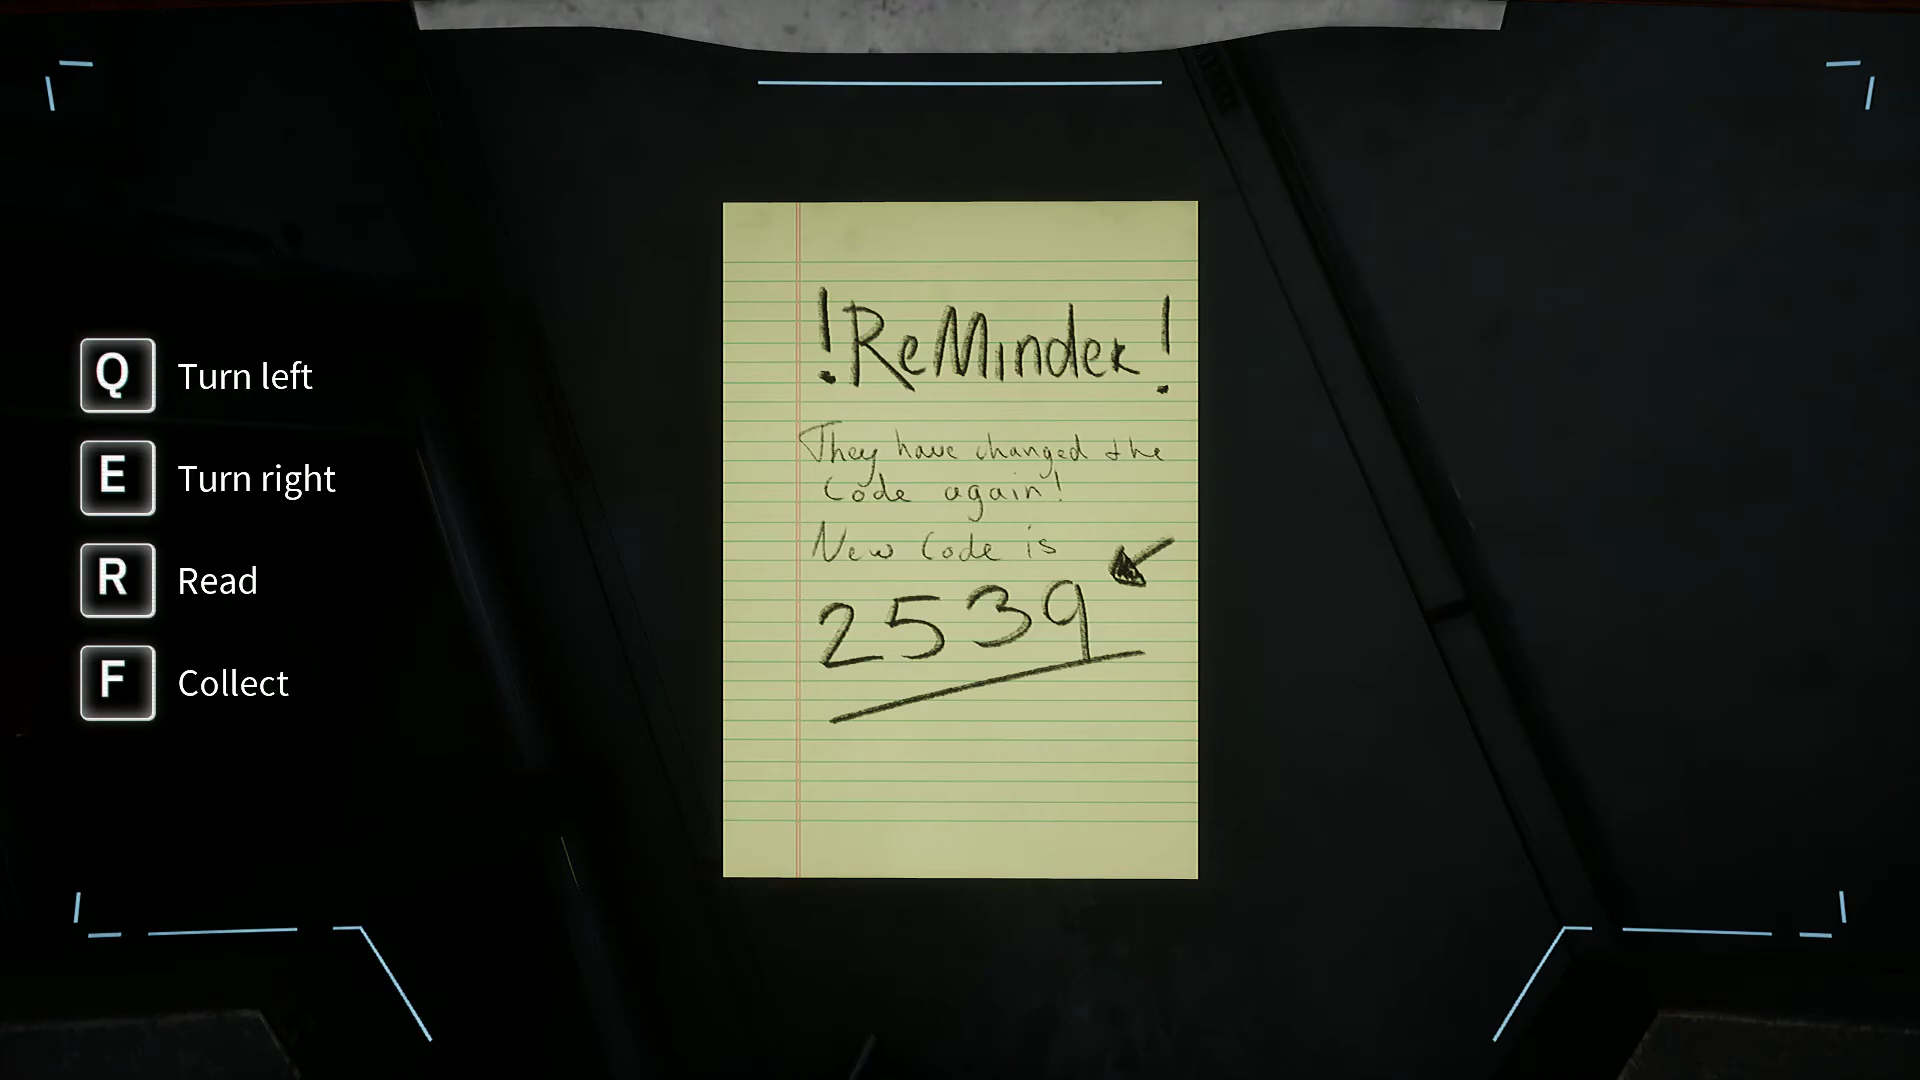 Q Turn left
E Turn right
R Read
F Collect
!ReMinder!
They have changed the
Code again!
New Code is
2539